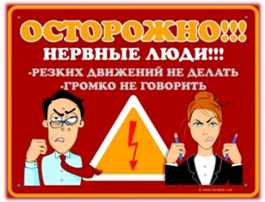 ОСТОРОЖНО!!!
НЕРВНЫЕ ЛЮДИ!!!
-РЕЗКИХ ДВИЖЕНИЙ НЕ ДЕЛАТЬ
-ГРОМКО НЕ ГОВОРИТЬ